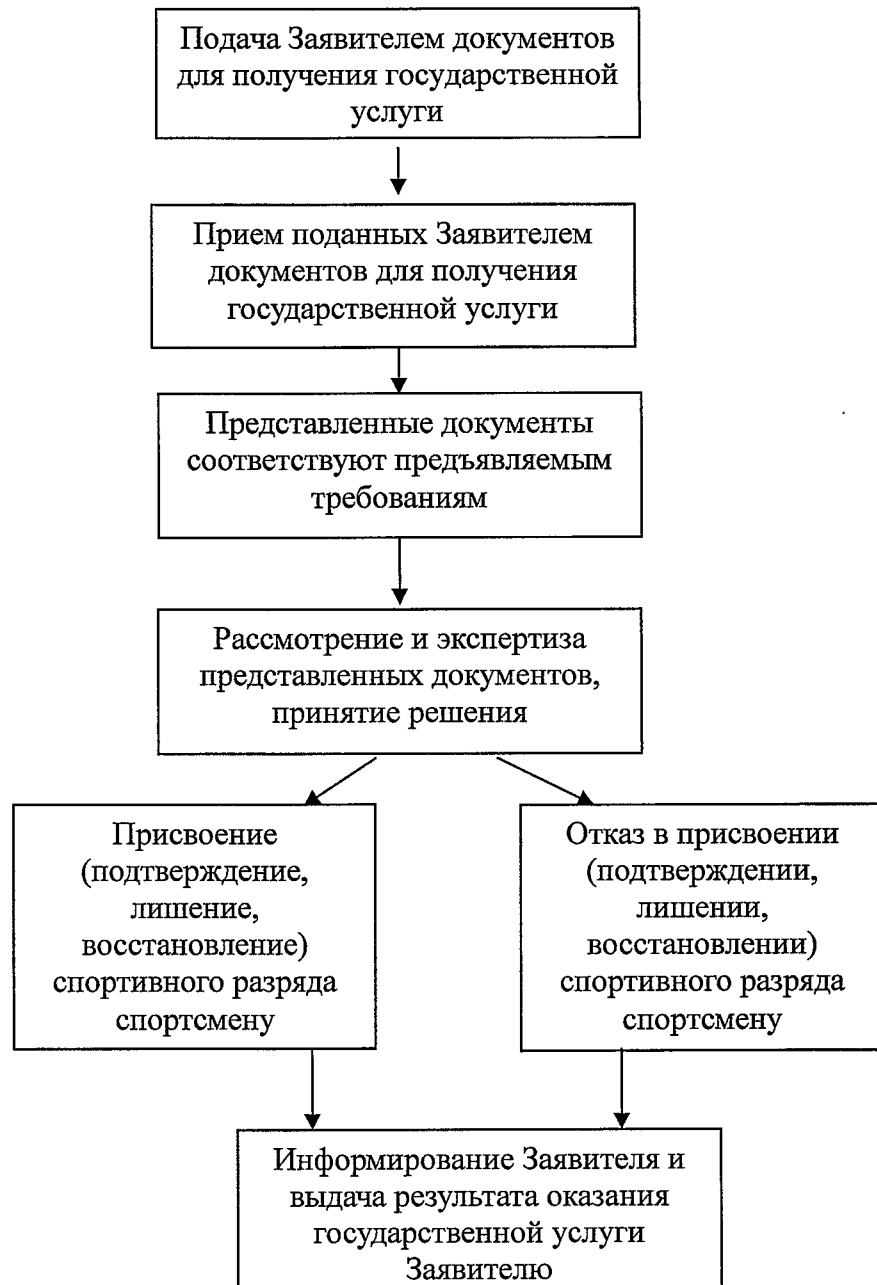 Подача Заявителем документов
для получения государственной
услуги
Прием поданных Заявителем
документов для получения
государственной услуги
Представленные документы
соответствуют предъявляемым
требованиям
Рассмотрение и экспертиза
представленных документов,
принятие решения
Присвоение
(подтверждение,
лишение,
восстановление)
спортивного разряда
спортсмену
Отказ в присвоении
(подтверждении,
лишении,
восстановлении)
спортивного разряда
спортсмену
Информирование Заявителя и
выдача результата оказания
государственной услуги
Заявителю